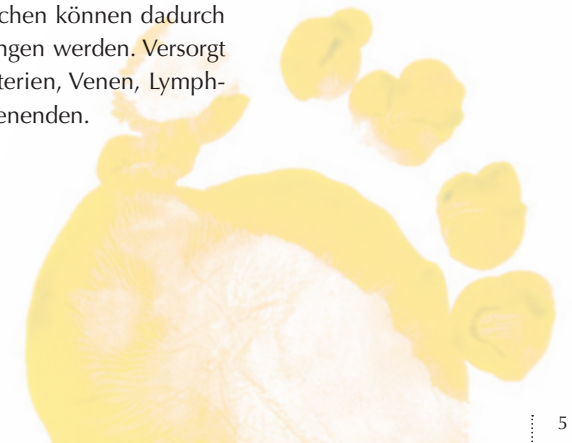 chen können dadurch
ngen werden. Versorgt
terien, Venen, Lymph-
enenden.
5